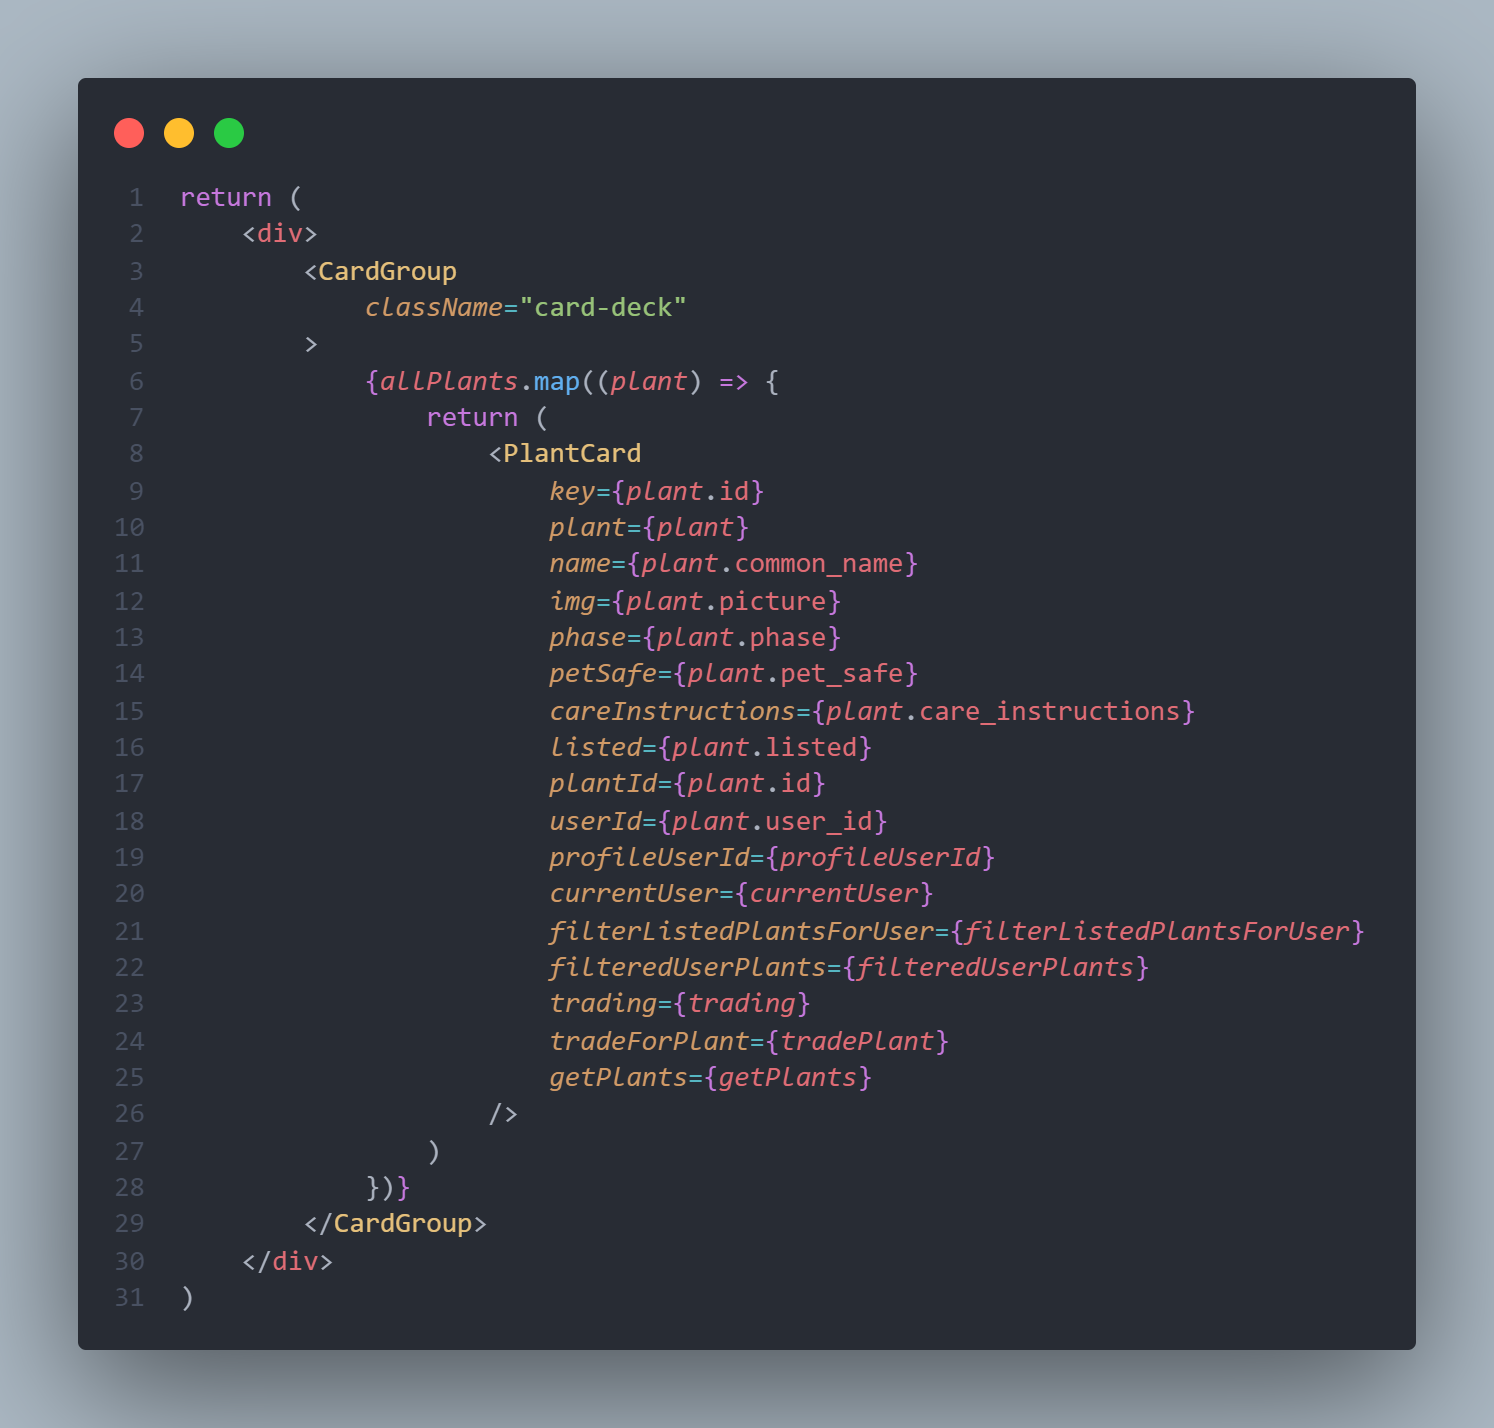 1 return (
2 <div>
3 <CardGroup
4 className="card-deck"
5 >
6 {allPlants.map((plant) => {
7 return (
8 <PlantCard
9 key={plant.id}
10 plant={plant}
11 name={plant.common_name}
12 img={plant.picture}
13 phase={plant.phase}
14 petSafe={plant.pet_safe}
15 careInstructions={plant.care_instructions}
16 listed={plant.listed}
17 plantId={plant.id}
18 userId={plant.user_id}
19 profileUserId={profileUserId}
20 currentUser={currentUser}
21 filterListedPlantsForUser={filterListedPlantsForUser}
22 filteredUserPlants={filteredUserPlants}
23 trading={trading}
24 tradeForPlant={tradePlant}
25 getPlants={getPlants}
26 />
27 )
28 })}
29 </CardGroup>
30 </div>
31 )